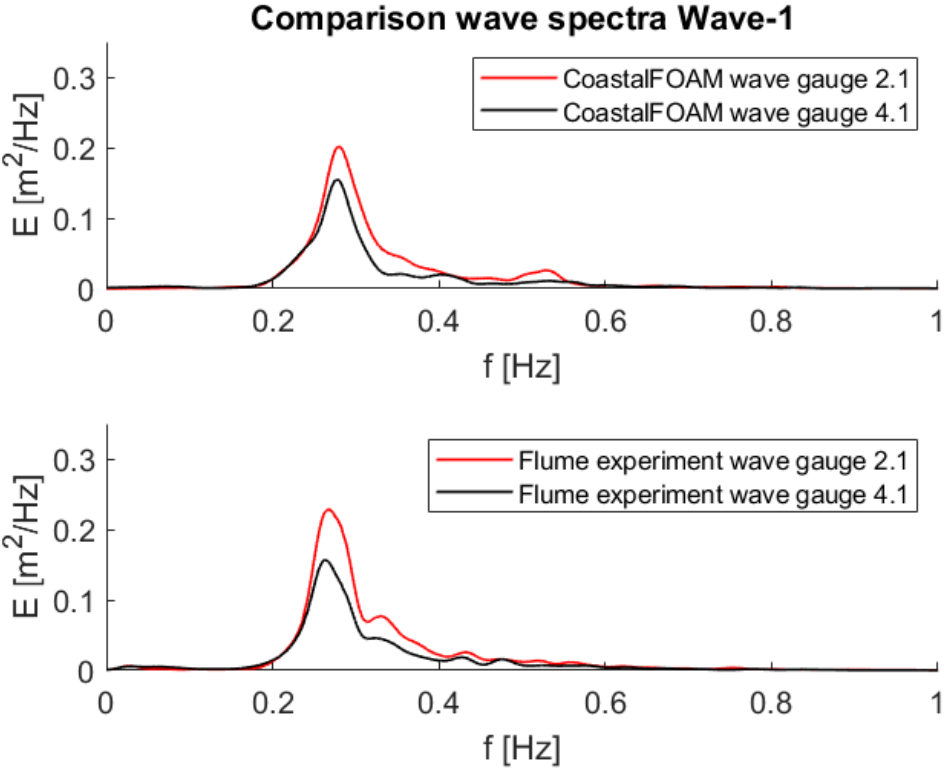 Comparison wave spectra Wave-1
CoastalFOAM wave gauge 2.1
CoastalFOAM wave gauge 4.1
E [m²/Hz]
0.3
0.2
0.1
0
0 0.2 0.4 0.6 0.8 1
f [Hz]
Flume experiment wave gauge 2.1
Flume experiment wave gauge 4.1
E [m²/Hz]
0.3
0.2
0.1
0
0 0.2 0.4 0.6 0.8 1
f [Hz]